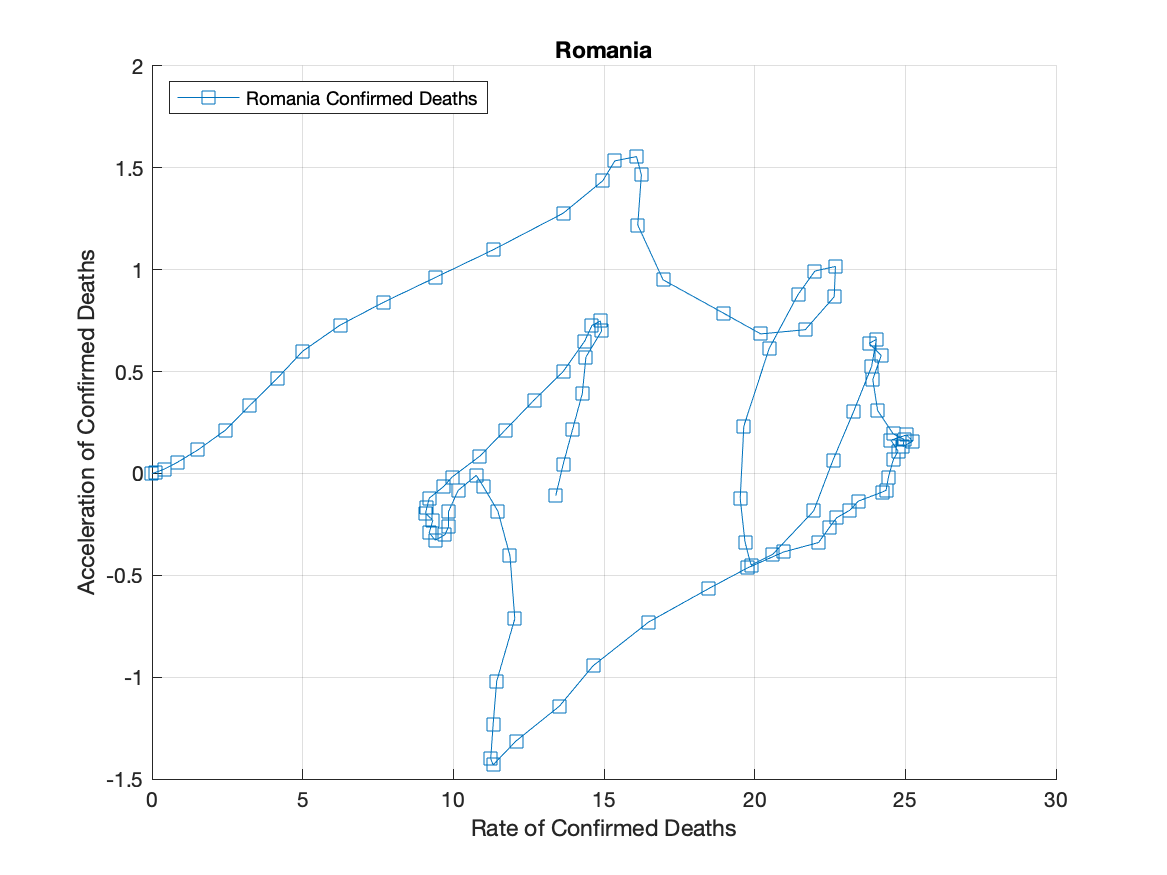 Romania
Romania Confirmed Deaths
Acceleration of Confirmed Deaths
2
1.5
1
0.5
0
-0.5
-1
-1.5
0 5 10 15 20 25 30
Rate of Confirmed Deaths